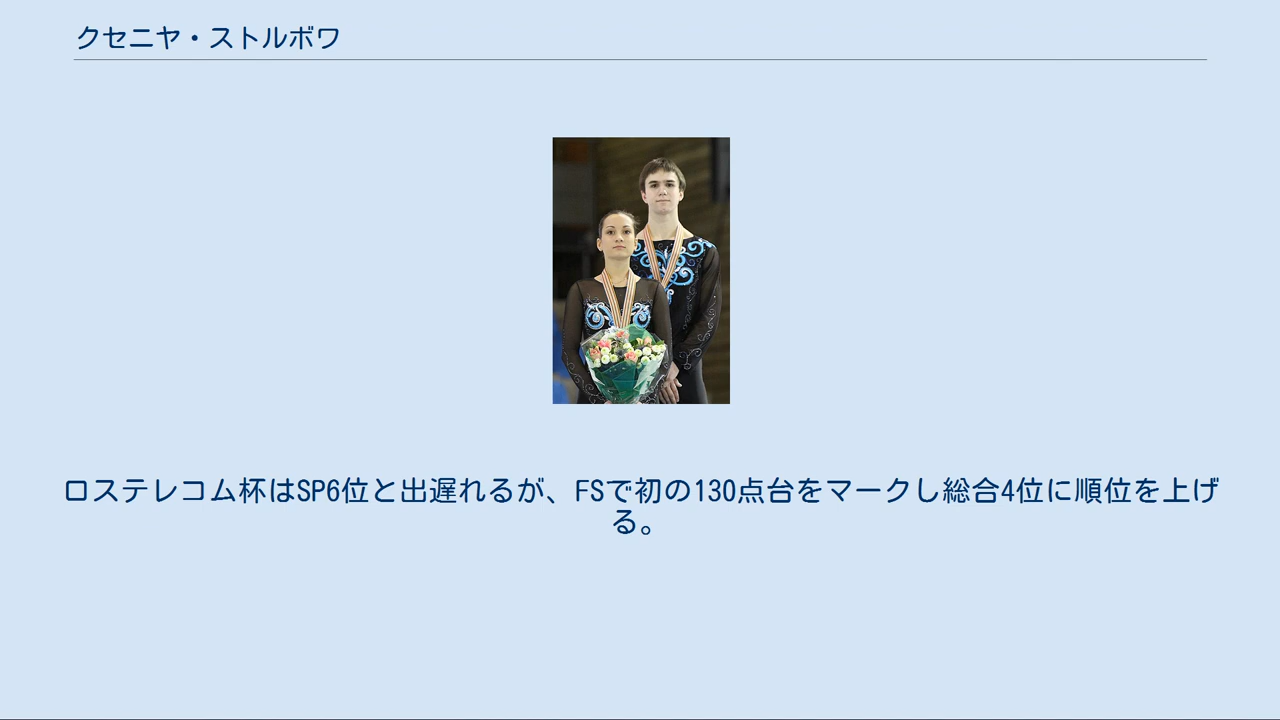 クセニヤ・ストルボワ
ロステレコム杯はSP6位と出遅れるが、FSで初の130点台をマークし総合4位に順位を上げ
る。